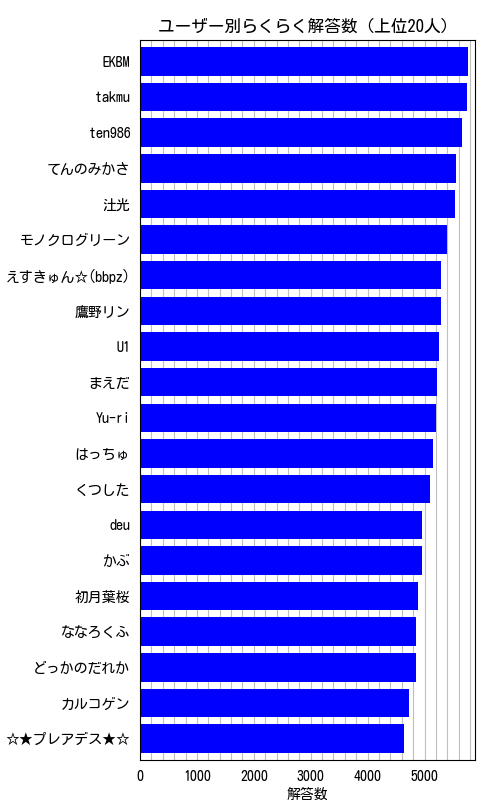 ユーザー別らくらく解答数（上位20人）
EKBM
takmu
ten986
てんのみかさ
汢光
モノクログリーン
えすきゅん☆(bbpz)
鷹野リン
U1
まえだ
Yu-ri
はっちゅ
くつした
deu
かぶ
初月葉桜
ななろくふ
どっかのだれか
カルコゲン
☆★プレアデス★☆
0 1000 2000 3000 4000 5000
解答数